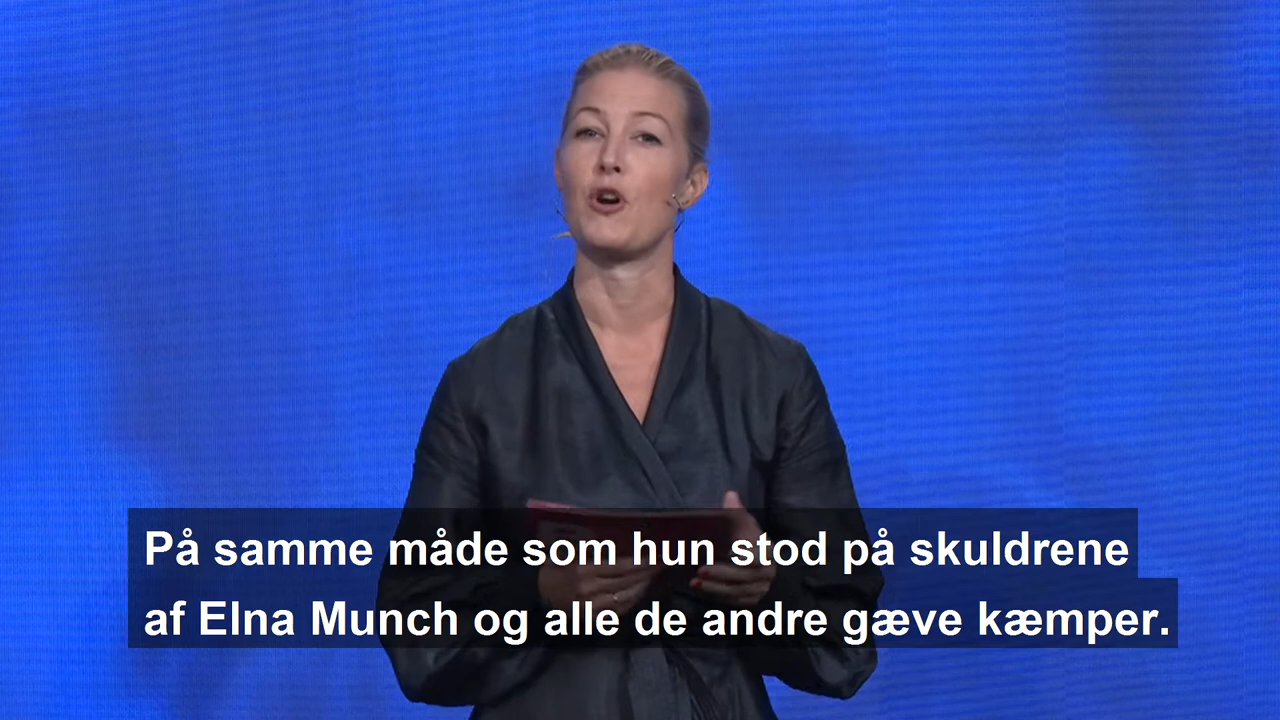 På samme måde som hun stod på skuldrene
af Elna Munch og alle de andre gæve kæmper.